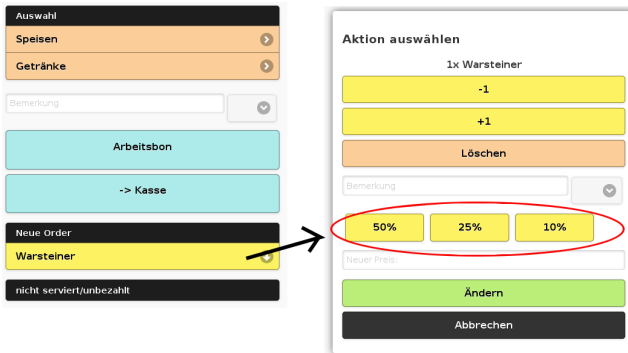 Auswahl
Speisen
Getränke
Bemerkung
Arbeitsbon
-> Kasse
Neue Order
Warsteiner
nicht serviert/unbezahlt
Aktion auswählen
1x Warsteiner
-1
+1
Löschen
Bemerkung
50% 25% 10%
Neuer Preis:
Ändern
Abbrechen